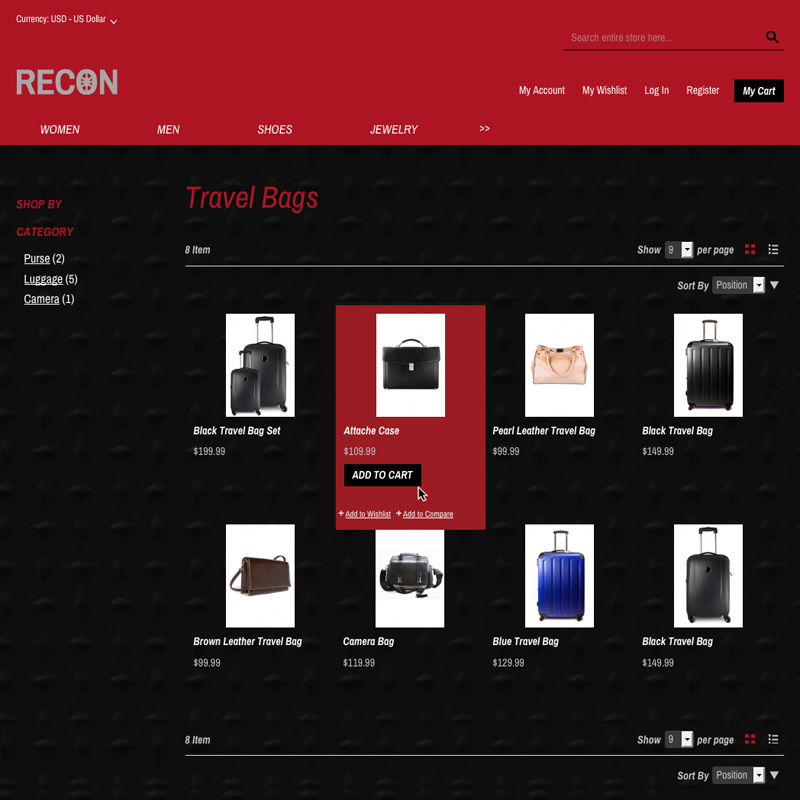 Currency: USD - US Dollar
Search entire store here...
RECON
My Account My Wishlist Log In Register My Cart
WOMEN MEN SHOES JEWELRY >>
SHOP BY
CATEGORY
Purse (2)
Luggage (5)
Camera (1)
Travel Bags
8 Item Show 9 per page
Sort By Position
Black Travel Bag Set
$199.99
Attache Case
$109.99
ADD TO CART
+ Add to Wishlist + Add to Compare
Pearl Leather Travel Bag
$99.99
Black Travel Bag
$149.99
Brown Leather Travel Bag
$99.99
Camera Bag
$119.99
Blue Travel Bag
$129.99
Black Travel Bag
$149.99
8 Item Show 9 per page
Sort By Position